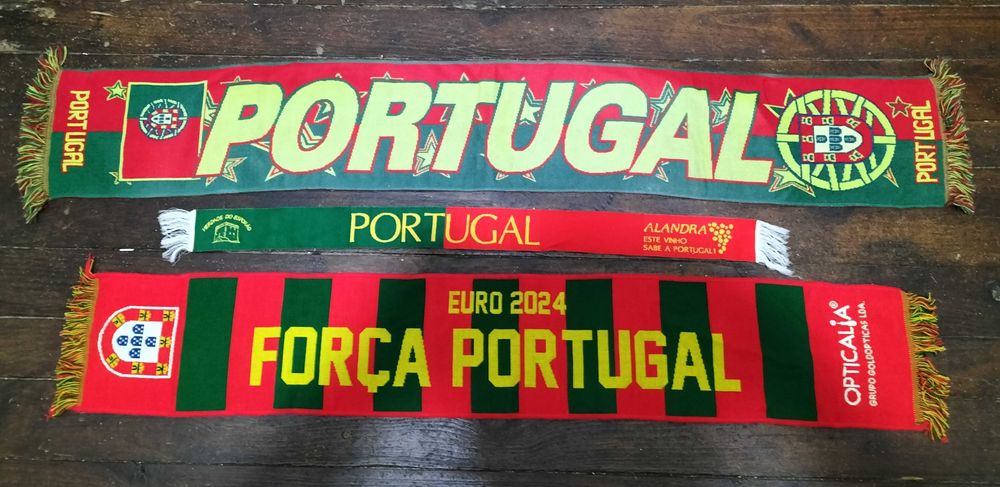 PORTUGAL
PORTUGAL
PORTUGAL
HERDADE DO ESPORÃO
PORTUGAL
ALANDRA
ESTE VINHO
SABE A PORTUGAL!
EURO 2024
FORÇA PORTUGAL
OPTICALIA
GRUPO GOLDOPTICAS LDA.